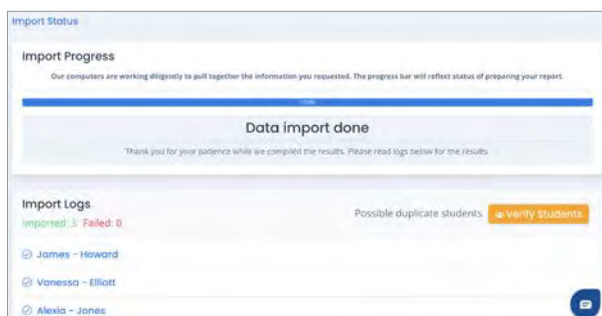 Import Status
Import Progress
Our computers are working diligently to pull together the information you requested. The progress bar will reflect status of preparing your report.
Data import done
Thank you for your patience while we compiled the results. Please read logs below for the results.
Import Logs
Possible duplicate students
Verify Students
Imported: 3 Failed: 0
James - Howard
Vanessa - Elliott
Alexia - Jones